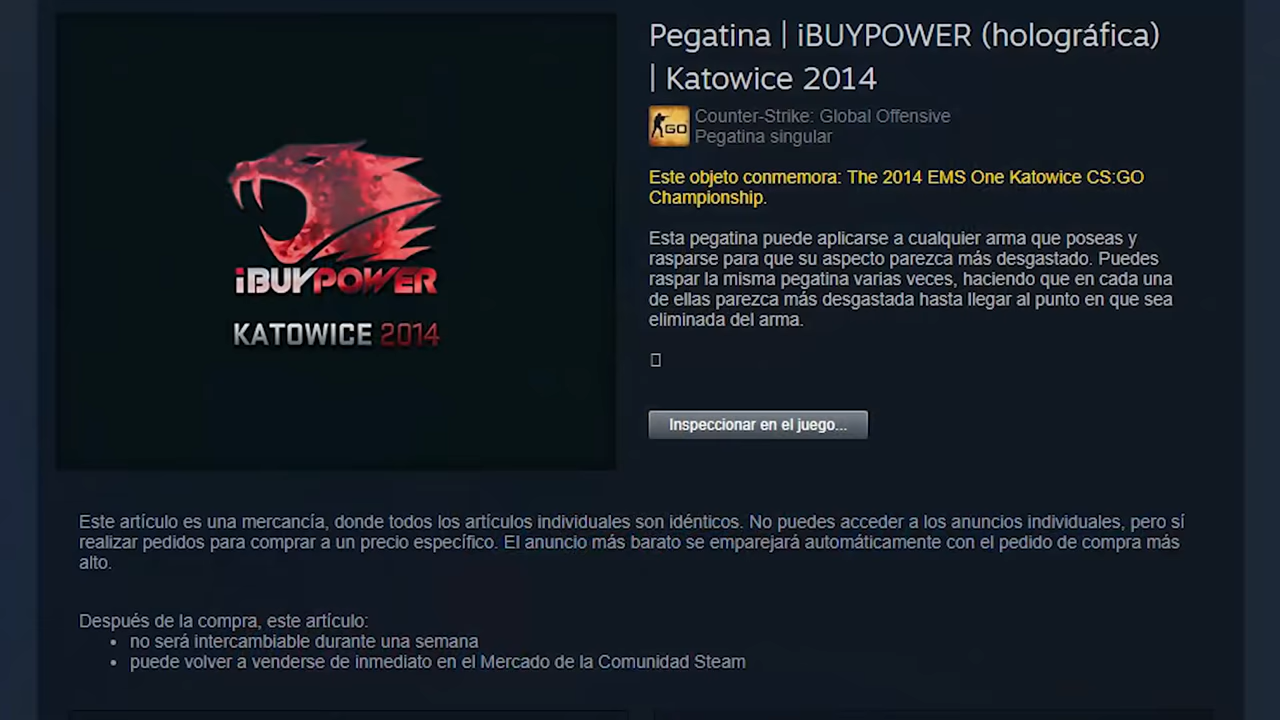 Pegatina | iBUYPOWER (holográfica)
| Katowice 2014
GO
Counter-Strike: Global Offensive
Pegatina singular
Este objeto conmemora: The 2014 EMS One Katowice CS:GO
Championship.
Esta pegatina puede aplicarse a cualquier arma que poseas y
rasparse para que su aspecto parezca más desgastado. Puedes
raspar la misma pegatina varias veces, haciendo que en cada una
de ellas parezca más desgastada hasta llegar al punto en que sea
eliminada del arma.
iBUYPOWER
KATOWICE 2014
Inspeccionar en el juego...
Este artículo es una mercancía, donde todos los artículos individuales son idénticos. No puedes acceder a los anuncios individuales, pero sí
realizar pedidos para comprar a un precio específico. El anuncio más barato se emparejará automáticamente con el pedido de compra más
alto.
Después de la compra, este artículo:
• no será intercambiable durante una semana
• puede volver a venderse de inmediato en el Mercado de la Comunidad Steam